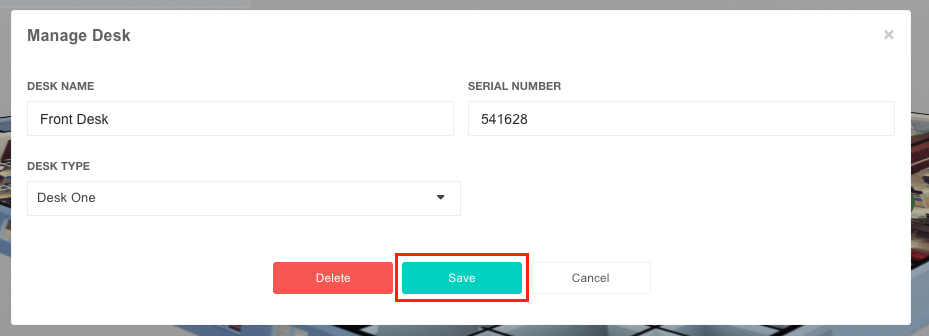 Manage Desk ×
DESK NAME SERIAL NUMBER
Front Desk 541628
DESK TYPE
Desk One
Delete Save Cancel